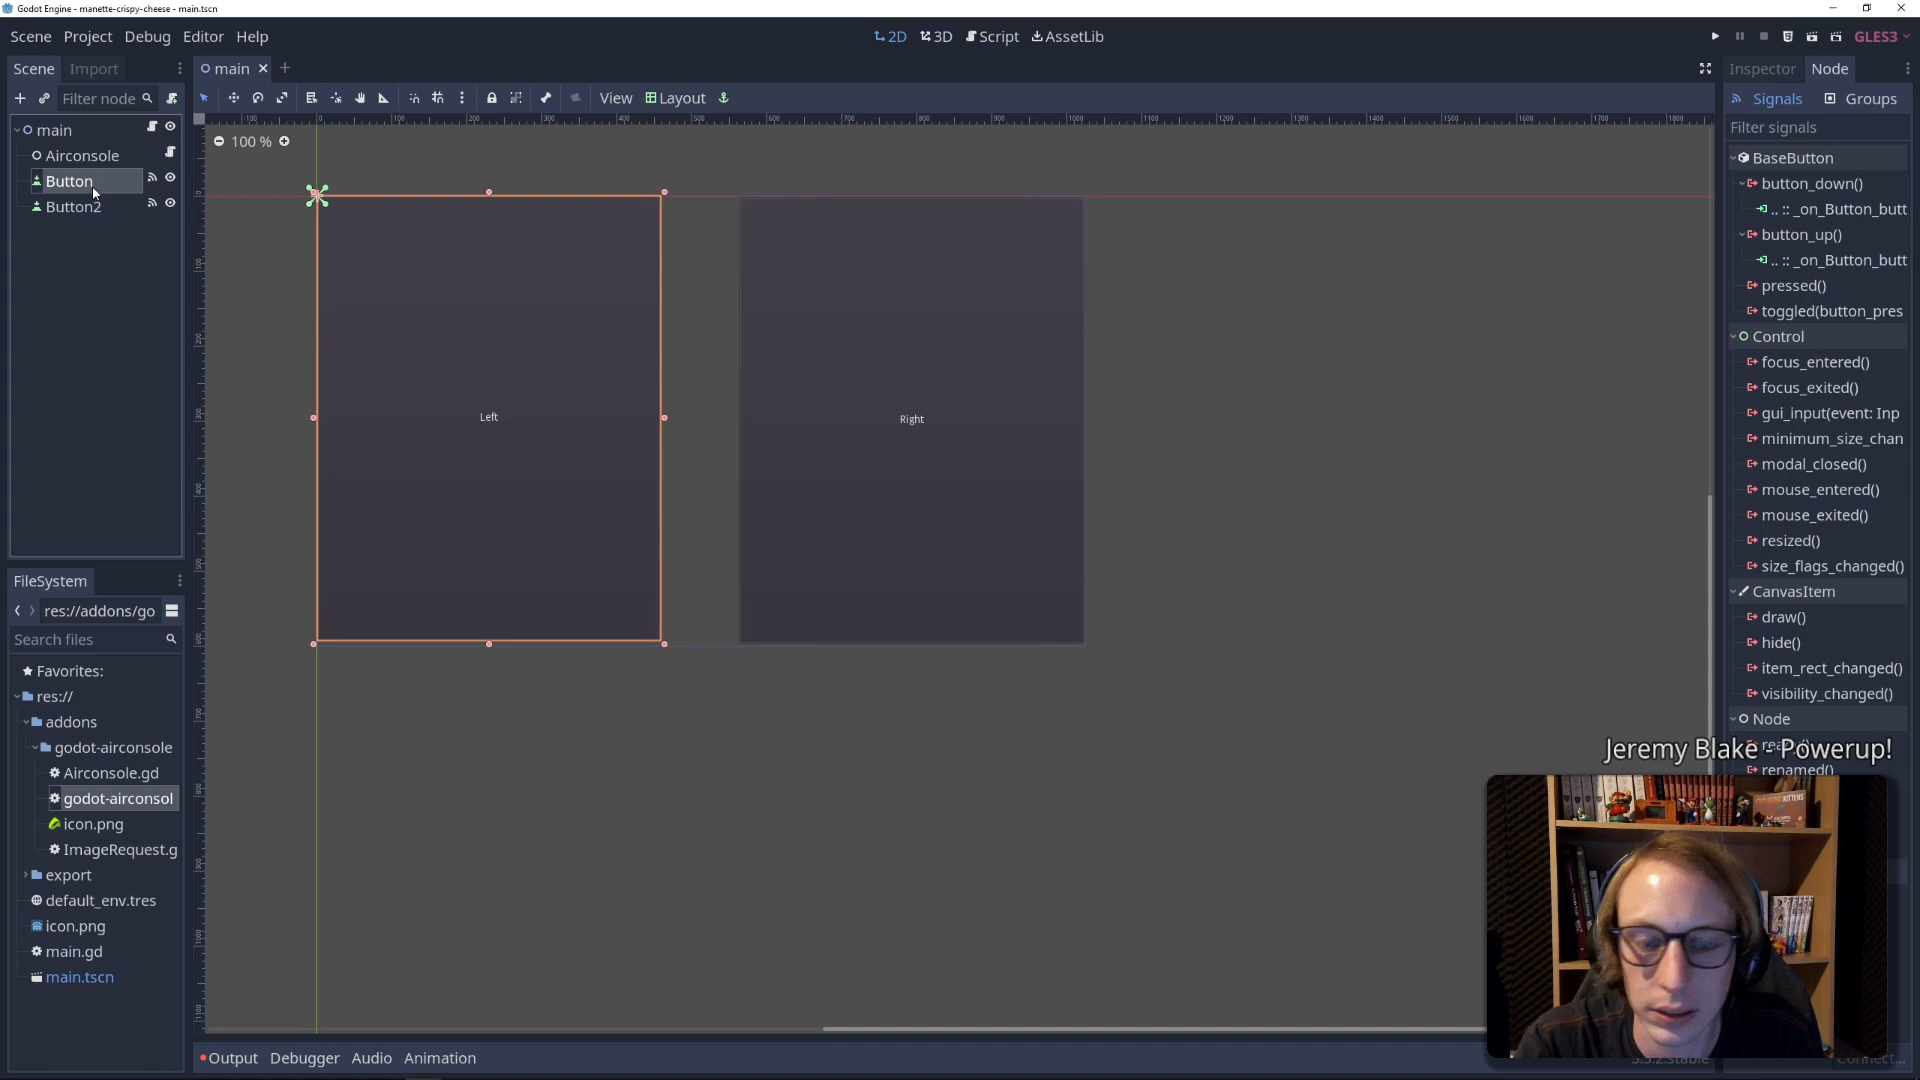 Godot Engine - manette-crispy-cheese - main.tscn
Scene Project Debug Editor Help
2D 3D Script AssetLib
GLES3
Scene Import
main
Inspector Node
Filter node
View Layout
Signals Groups
Filter signals
main
Airconsole
Button
Button2
100 %
Left
Right
BaseButton
button_down()
.. :: _on_Button_butt
button_up()
.. :: _on_Button_butt
pressed()
toggled(button_pres
Control
focus_entered()
focus_exited()
gui_input(event: Inp
minimum_size_chan
modal_closed()
mouse_entered()
mouse_exited()
resized()
size_flags_changed()
CanvasItem
draw()
hide()
item_rect_changed()
visibility_changed()
Node
renamed()
Jeremy Blake - Powerup!
FileSystem
res://addons/go
Search files
Favorites:
res://
addons
godot-airconsole
Airconsole.gd
godot-airconsol
icon.png
ImageRequest.g
export
default_env.tres
icon.png
main.gd
main.tscn
Output Debugger Audio Animation